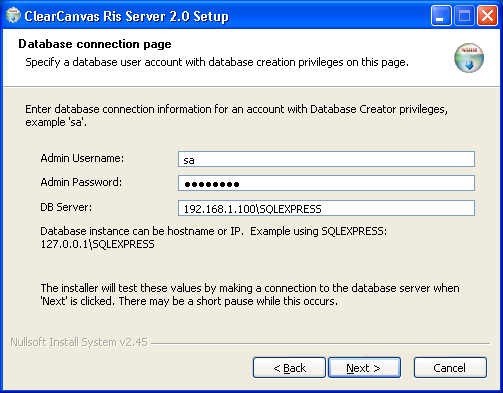 ClearCanvas Ris Server 2.0 Setup
Database connection page
Specify a database user account with database creation privileges on this page.
Enter database connection information for an account with Database Creator privileges,
example 'sa'.
Admin Username:
sa
Admin Password:
●●●●●●●●
DB Server:
192.168.1.100\SQLEXPRESS
Database instance can be hostname or IP.  Example using SQLEXPRESS:
127.0.0.1\SQLEXPRESS
The installer will test these values by making a connection to the database server when
'Next' is clicked. There may be a short pause while this occurs.
Nullsoft Install System v2.45
< Back
Next >
Cancel